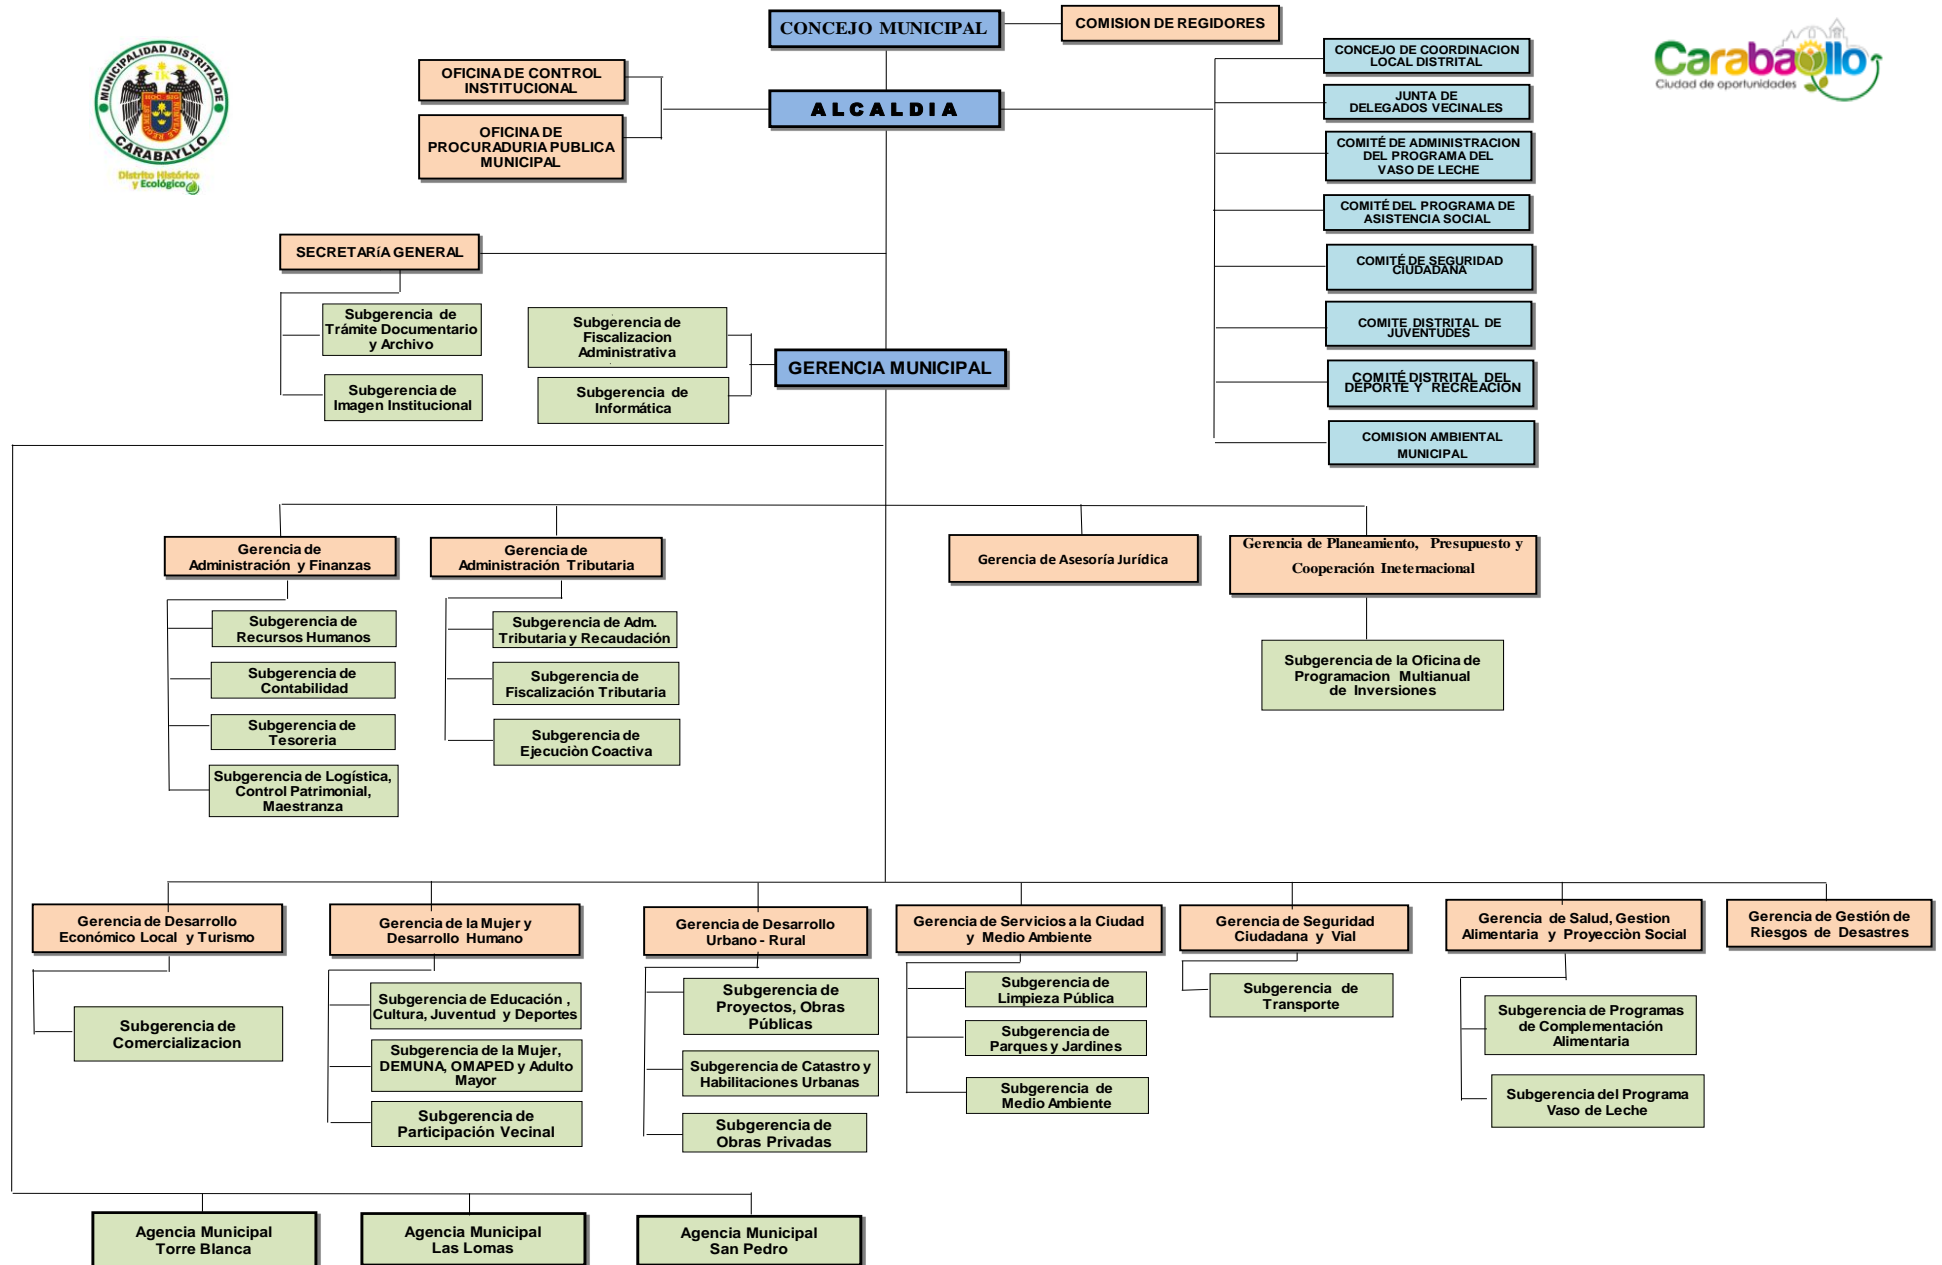 CONCEJO MUNICIPAL
COMISION DE REGIDORES
MUNICIPALIDAD DISTRITAL DE
CARABAYLLO
Distrito Histórico
y Ecológico
Carabayllo
Ciudad de oportunidades
OFICINA DE CONTROL
INSTITUCIONAL
ALCALDIA
OFICINA DE
PROCURADURIA PUBLICA
MUNICIPAL
CONCEJO DE COORDINACION
LOCAL DISTRITAL
JUNTA DE
DELEGADOS VECINALES
COMITÉ DE ADMINISTRACION
DEL PROGRAMA DEL
VASO DE LECHE
COMITÉ DEL PROGRAMA DE
ASISTENCIA SOCIAL
COMITÉ DE SEGURIDAD
CIUDADANA
COMITE DISTRITAL DE
JUVENTUDES
COMITÉ DISTRITAL DEL
DEPORTE Y RECREACIÓN
COMISION AMBIENTAL
MUNICIPAL
SECRETARíA GENERAL
Subgerencia de
Trámite Documentario
y Archivo
Subgerencia de
Imagen Institucional
Subgerencia de
Fiscalizacion
Administrativa
Subgerencia de
Informática
GERENCIA MUNICIPAL
Gerencia de
Administración y Finanzas
Gerencia de
Administración Tributaria
Gerencia de Asesoría Jurídica
Gerencia de Planeamiento, Presupuesto y
Cooperación Ineternacional
Subgerencia de
Recursos Humanos
Subgerencia de
Contabilidad
Subgerencia de
Tesoreria
Subgerencia de Logística,
Control Patrimonial,
Maestranza
Subgerencia de Adm.
Tributaria y Recaudación
Subgerencia de
Fiscalización Tributaria
Subgerencia de
Ejecuciòn Coactiva
Subgerencia de la Oficina de
Programacion Multianual
de Inversiones
Gerencia de Desarrollo
Económico Local y Turismo
Gerencia de la Mujer y
Desarrollo Humano
Gerencia de Desarrollo
Urbano - Rural
Gerencia de Servicios a la Ciudad
y Medio Ambiente
Gerencia de Seguridad
Ciudadana y Vial
Gerencia de Salud, Gestion
Alimentaria y Proyecciòn Social
Gerencia de Gestión de
Riesgos de Desastres
Subgerencia de
Comercializacion
Subgerencia de Educación ,
Cultura, Juventud y Deportes
Subgerencia de la Mujer,
DEMUNA, OMAPED y Adulto
Mayor
Subgerencia de
Participación Vecinal
Subgerencia de
Proyectos, Obras
Públicas
Subgerencia de Catastro y
Habilitaciones Urbanas
Subgerencia de
Obras Privadas
Subgerencia de
Limpieza Pública
Subgerencia de
Parques y Jardines
Subgerencia de
Medio Ambiente
Subgerencia de
Transporte
Subgerencia de Programas
de Complementación
Alimentaria
Subgerencia del Programa
Vaso de Leche
Agencia Municipal
Torre Blanca
Agencia Municipal
Las Lomas
Agencia Municipal
San Pedro